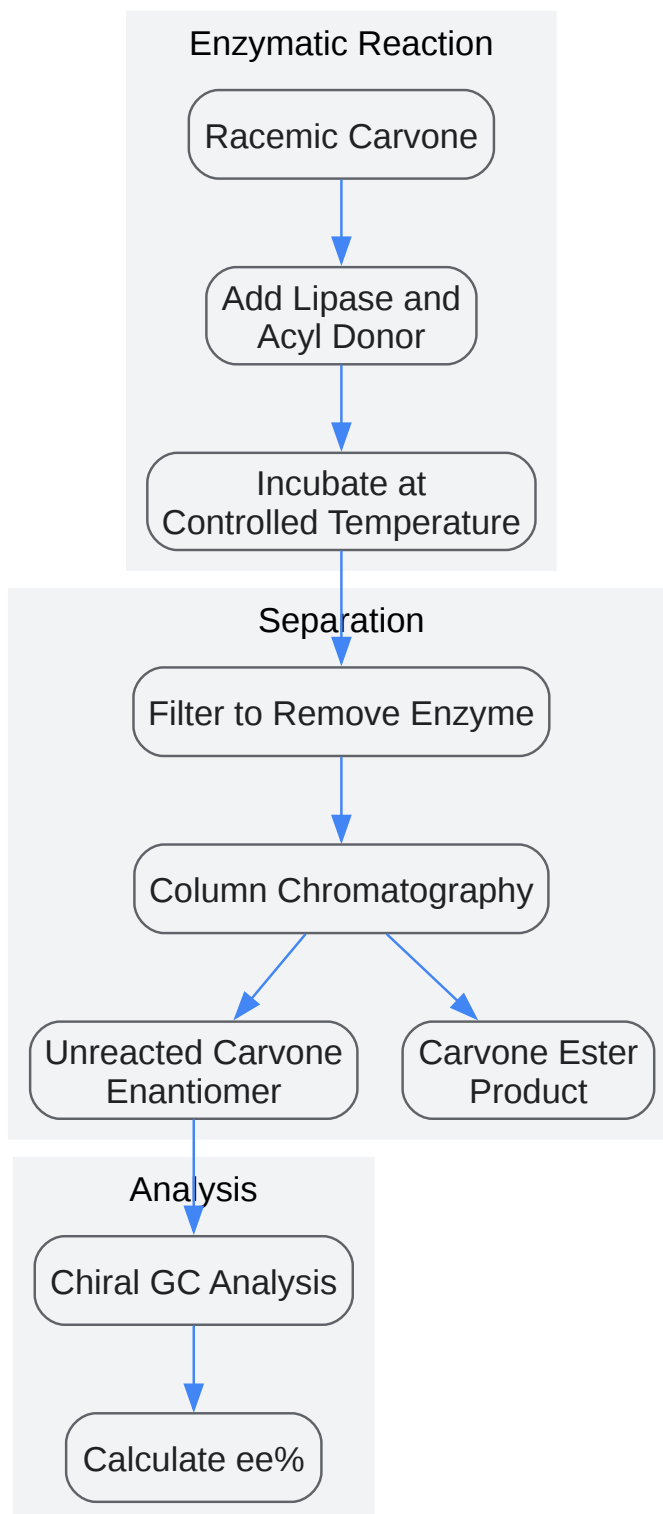 Enzymatic Reaction
Racemic Carvone
Add Lipase and
Acyl Donor
Incubate at
Controlled Temperature
Separation
Filter to Remove Enzyme
Column Chromatography
Unreacted Carvone
Enantiomer
Carvone Ester
Product
Analysis
Chiral GC Analysis
Calculate ee%